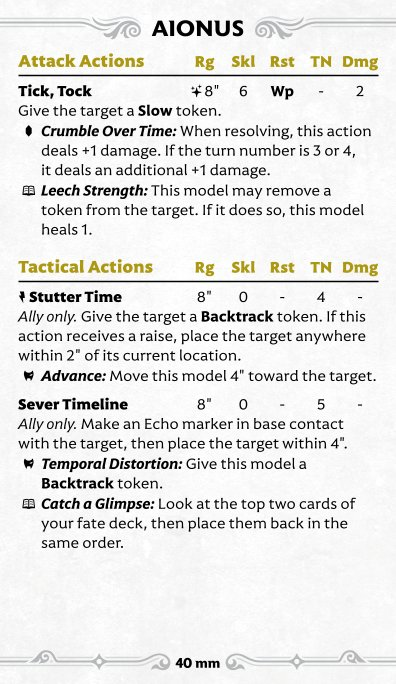 AIONUS
Attack Actions Rg Skl Rst TN Dmg
Tick, Tock 8" 6 Wp - 2
Give the target a Slow token.
Crumble Over Time: When resolving, this action
deals +1 damage. If the turn number is 3 or 4,
it deals an additional +1 damage.
Leech Strength: This model may remove a
token from the target. If it does so, this model
heals 1.
Tactical Actions Rg Skl Rst TN Dmg
Stutter Time 8" 0 - 4 -
Ally only. Give the target a Backtrack token. If this
action receives a raise, place the target anywhere
within 2" of its current location.
Advance: Move this model 4" toward the target.
Sever Timeline 8" 0 - 5 -
Ally only. Make an Echo marker in base contact
with the target, then place the target within 4".
Temporal Distortion: Give this model a
Backtrack token.
Catch a Glimpse: Look at the top two cards of
your fate deck, then place them back in the
same order.
40 mm